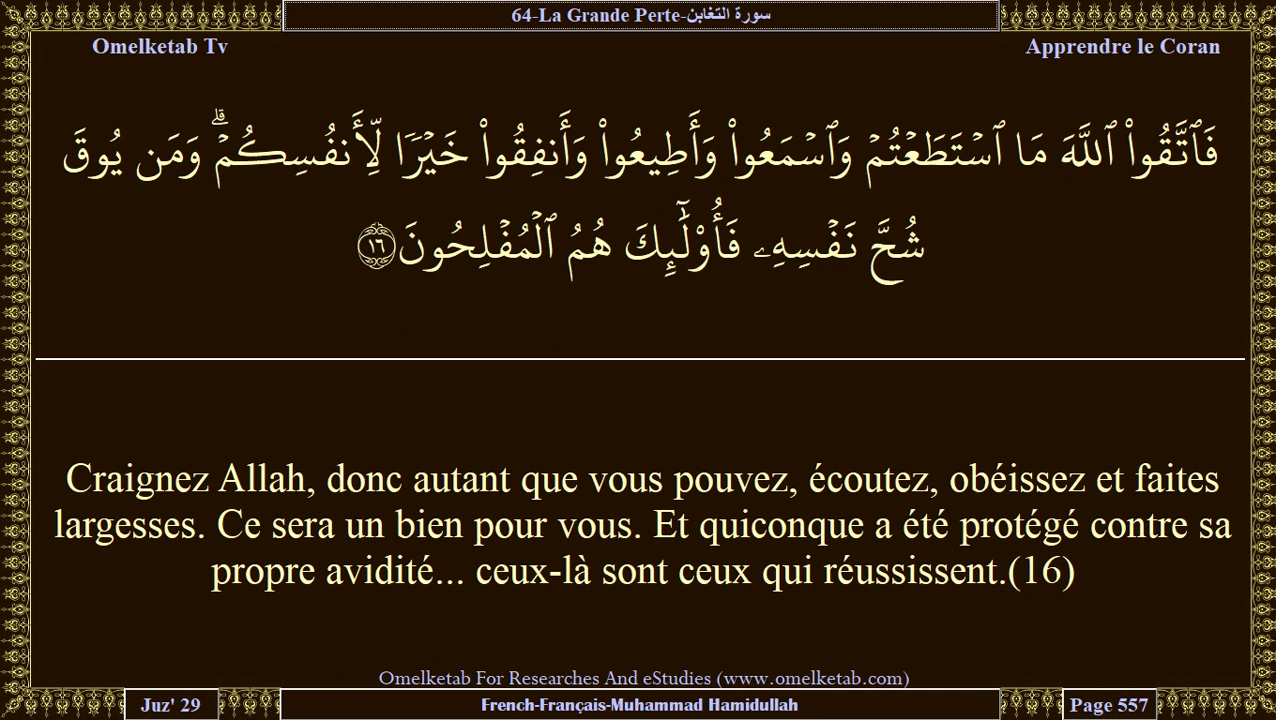 64-La Grande Perte-سورة التغابن
Omelketab Tv
Apprendre le Coran
فَٱتَّقُوا۟ ٱللَّهَ مَا ٱسۡتَطَعۡتُمۡ وَٱسۡمَعُوا۟ وَأَطِيعُوا۟ وَأَنفِقُوا۟ خَيۡرٗا لِّأَنفُسِكُمۡۗ وَمَن يُوقَ
شُحَّ نَفۡسِهِۦ فَأُو۟لَٰٓئِكَ هُمُ ٱلۡمُفۡلِحُونَ ١٦
Craignez Allah, donc autant que vous pouvez, écoutez, obéissez et faites
largesses. Ce sera un bien pour vous. Et quiconque a été protégé contre sa
propre avidité... ceux-là sont ceux qui réussissent.(16)
Omelketab For Researches And eStudies (www.omelketab.com)
Juz' 29
French-Français-Muhammad Hamidullah
Page 557